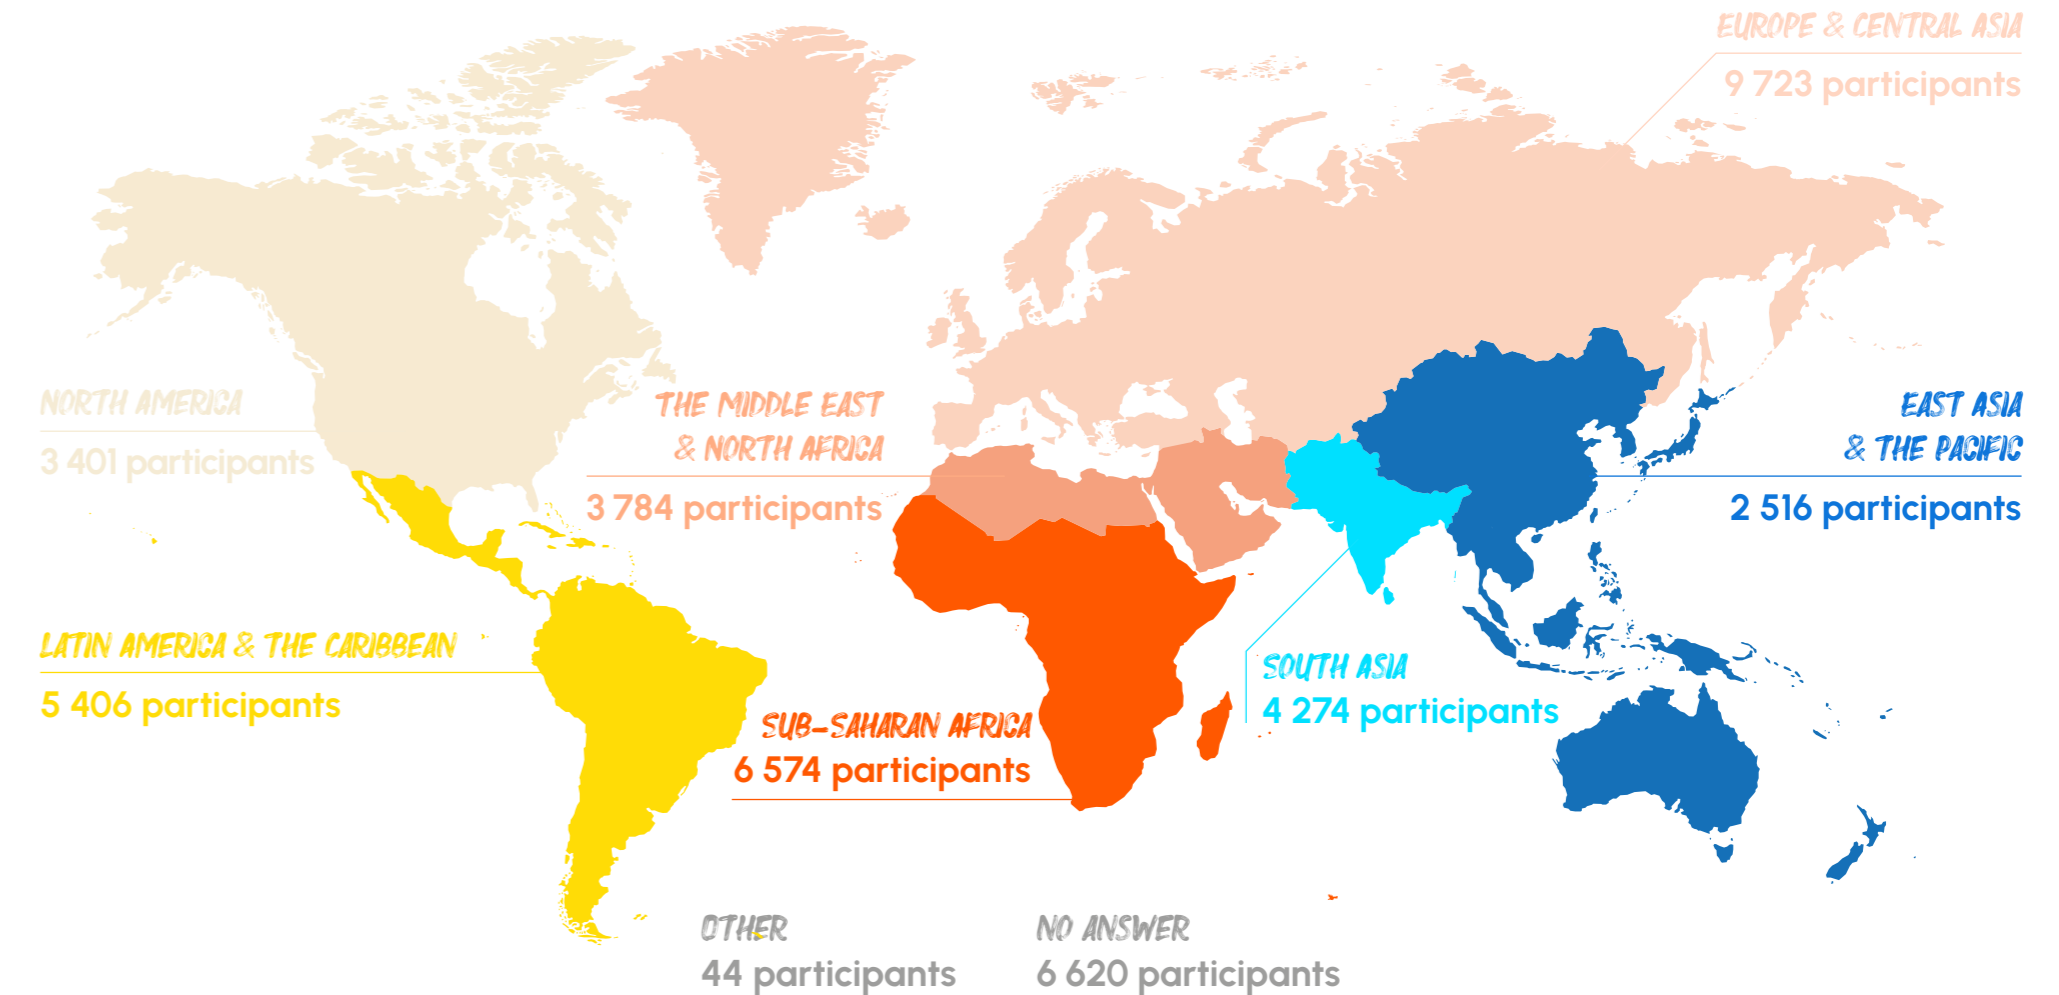 EUROPE & CENTRAL ASIA
9 723 participants
NORTH AMERICA
3 401 participants
THE MIDDLE EAST
& NORTH AFRICA
3 784 participants
EAST ASIA
& THE PACIFIC
2 516 participants
LATIN AMERICA & THE CARIBBEAN
5 406 participants
SOUTH ASIA
4 274 participants
SUB-SAHARAN AFRICA
6 574 participants
OTHER
44 participants
NO ANSWER
6 620 participants